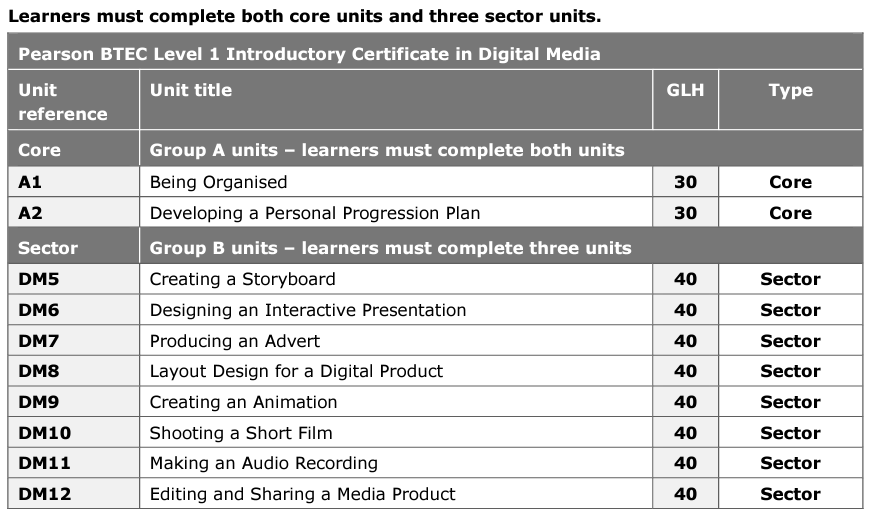 Learners must complete both core units and three sector units.
Pearson BTEC Level 1 Introductory Certificate in Digital Media
Unit reference Unit title GLH Type
Core Group A units – learners must complete both units
A1 Being Organised 30 Core
A2 Developing a Personal Progression Plan 30 Core
Sector Group B units – learners must complete three units
DM5 Creating a Storyboard 40 Sector
DM6 Designing an Interactive Presentation 40 Sector
DM7 Producing an Advert 40 Sector
DM8 Layout Design for a Digital Product 40 Sector
DM9 Creating an Animation 40 Sector
DM10 Shooting a Short Film 40 Sector
DM11 Making an Audio Recording 40 Sector
DM12 Editing and Sharing a Media Product 40 Sector